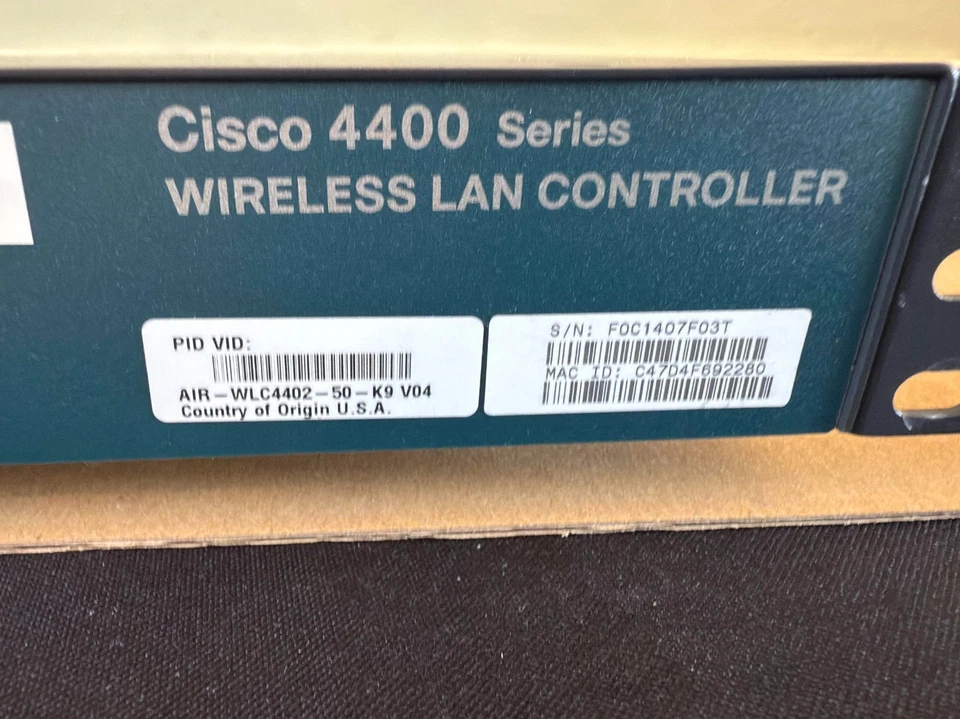 Cisco 4400 Series
WIRELESS LAN CONTROLLER
PID VID:
AIR-WLC4402-50-K9 V04
Country of Origin U.S.A.
S/N: FOC1407F03T
MAC ID: C47D4F692280